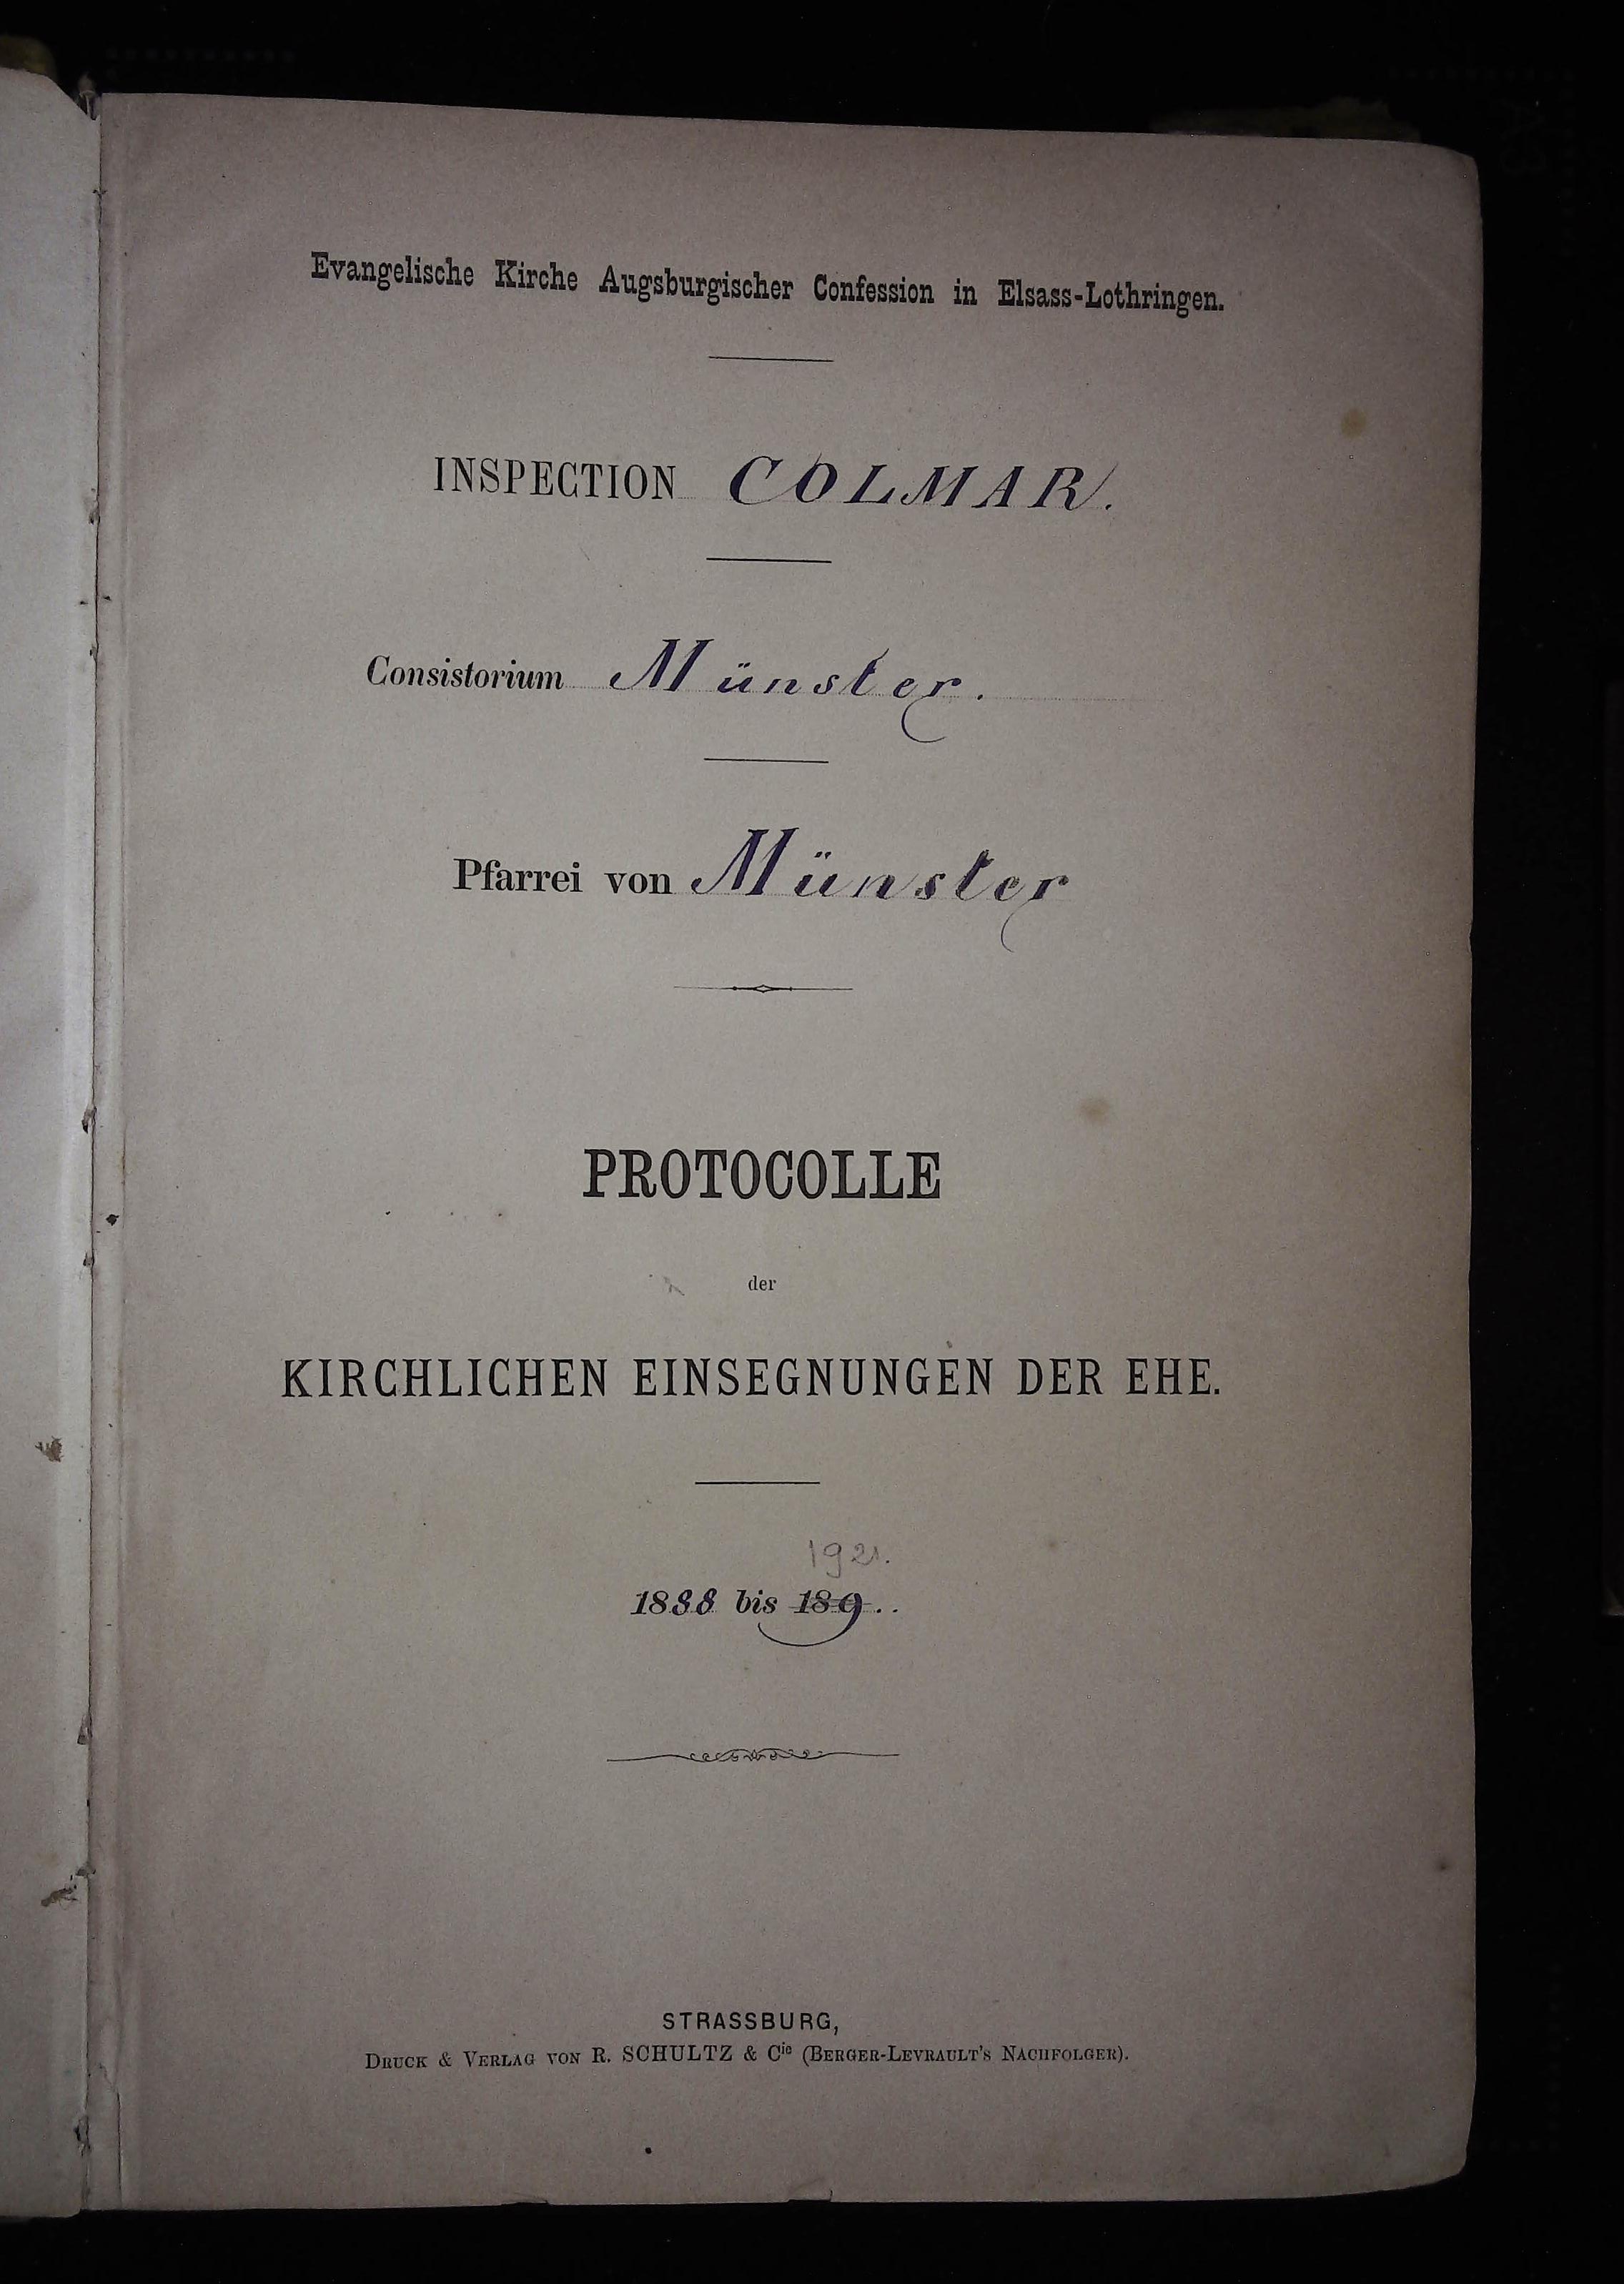 Evangelische Kirche Augsburgischer Confession in Elsass-Lothringen.
INSPECTION COLMAR.
Consistorium Münster.
Pfarrei von Münster
PROTOCOLLE
der
KIRCHLICHEN EINSEGNUNGEN DER EHE.
1921.
1888 bis 189..
STRASSBURG,
DRUCK & VERLAG VON R. SCHULTZ & Cie (BERGER-LEVRAULT'S NACHFOLGER).